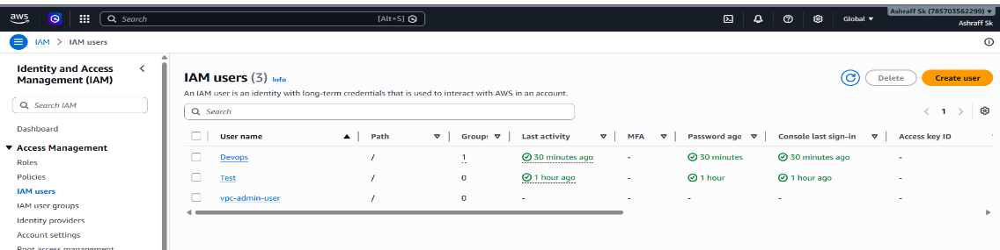 aws Search [Alt+S] Global Ashraff Sk (785703562299)
Ashraff Sk
IAM > IAM users
Identity and Access Management (IAM)
Search IAM
Dashboard
Access Management
Roles
Policies
IAM users
IAM user groups
Identity providers
Account settings
Root access management
IAM users (3) Info
Delete
Create user
An IAM user is an identity with long-term credentials that is used to interact with AWS in an account.
Search
1
User name Path Group: Last activity MFA Password age Console last sign-in Access key ID
Devops / 1 30 minutes ago - 30 minutes 30 minutes ago -
Test / 0 1 hour ago - 1 hour 1 hour ago -
vpc-admin-user / 0 - - - - -